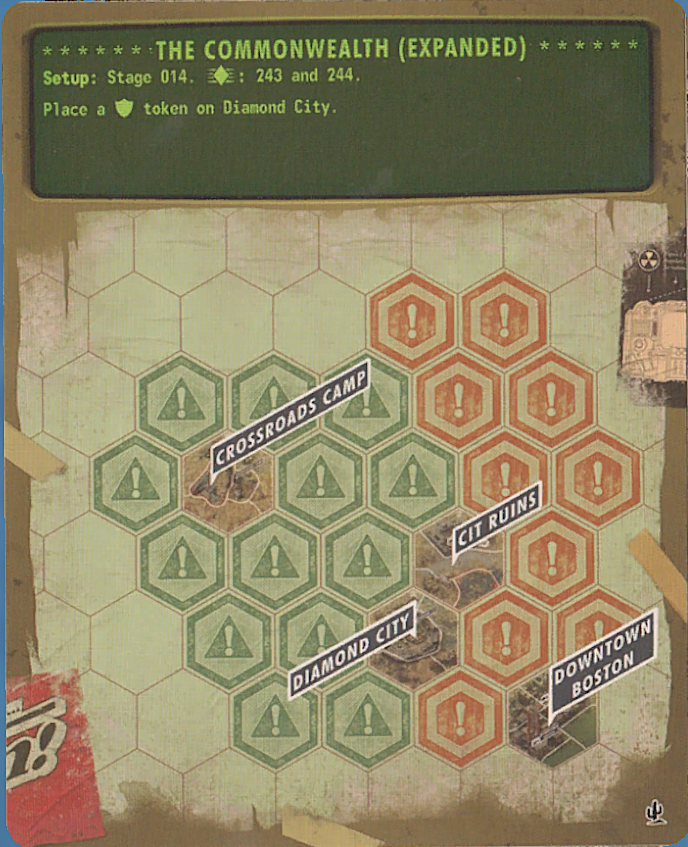 * * * * * * * THE COMMONWEALTH (EXPANDED) * * * * * *
Setup: Stage 014. : 243 and 244.
Place a token on Diamond City.
CROSSROADS CAMP
CIT RUINS
DIAMOND CITY
DOWNTOWN
BOSTON
n!